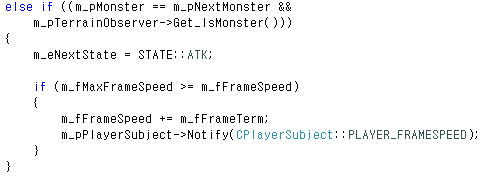 else if ((m_pMonster == m_pNextMonster &&
m_pTerrainObserver->Get_IsMonster()))
{
m_eNextState = STATE::ATK;
if (m_fMaxFrameSpeed >= m_fFrameSpeed)
{
m_fFrameSpeed += m_fFrameTerm;
m_pPlayerSubject->Notify(CPlayerSubject::PLAYER_FRAMESPEED);
}
}